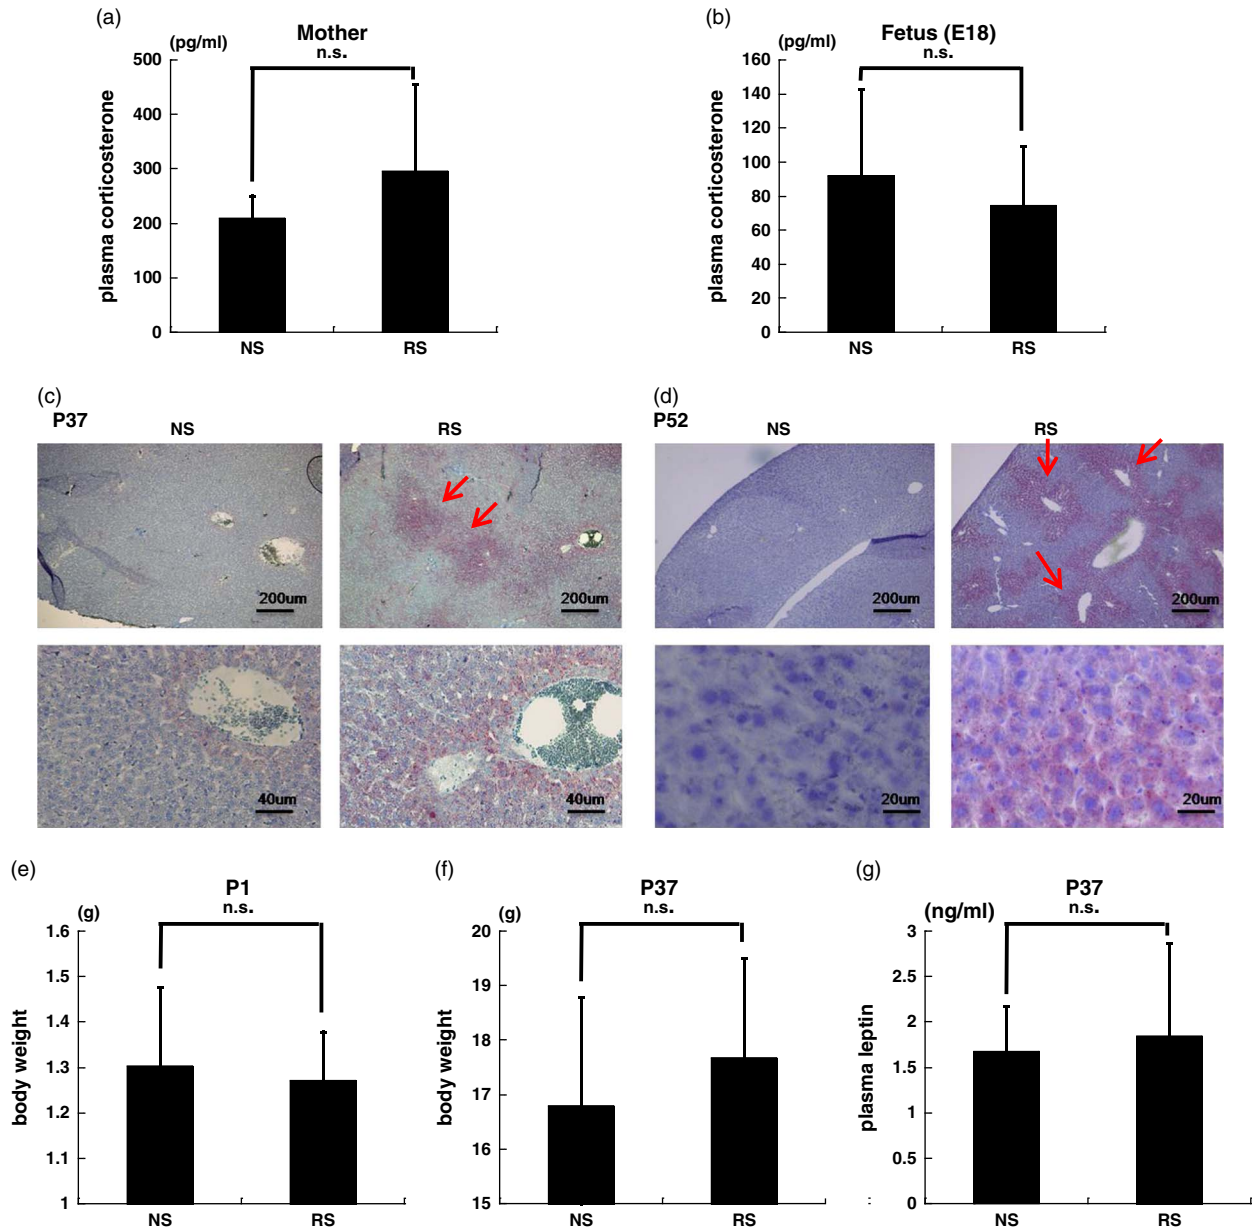 (a)
Mother
(pg/ml)
n.s.
500
400
300
200
100
0
plasma corticosterone
NS
RS
(b)
Fetus (E18)
(pg/ml)
n.s.
160
140
120
100
80
60
40
20
0
plasma corticosterone
NS
RS
(c)
P37
NS
RS
200um
200um
40um
40um
(d)
P52
NS
RS
200um
200um
20um
20um
(e)
P1
(g)
n.s.
1.6
1.5
1.4
1.3
1.2
1.1
1
body weight
NS
RS
(f)
P37
(g)
n.s.
20
19
18
17
16
15
body weight
NS
RS
(g)
P37
(ng/ml)
n.s.
3
2.5
2
1.5
1
0.5
0
plasma leptin
NS
RS